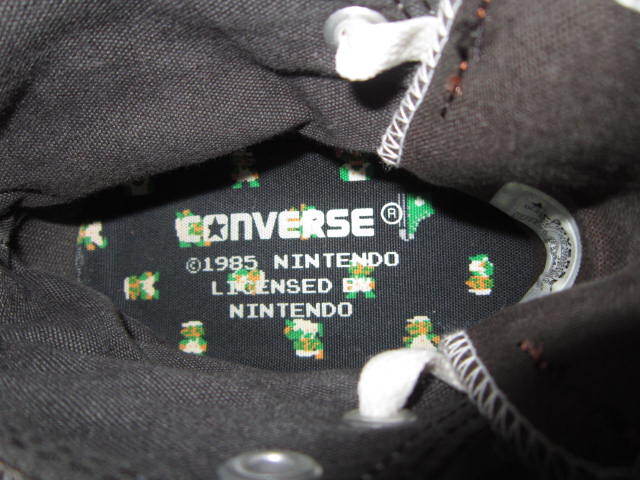 CONVERSE®
©1985 NINTENDO
LICENSED BY
NINTENDO